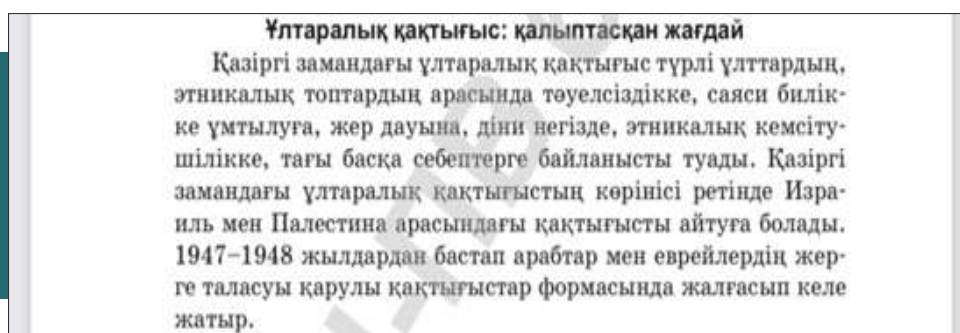 Ұлтаралық қақтығыс: қалыптасқан жағдай
Қазіргі замандағы ұлтаралық қақтығыс түрлі ұлттардың,
этникалық топтардың арасында тәуелсіздікке, саяси билік-
ке ұмтылуға, жер дауына, діни негізде, этникалық кемсіту-
шілікке, тағы басқа себептерге байланысты туады. Қазіргі
замандағы ұлтаралық қақтығыстың көрінісі ретінде Изра-
иль мен Палестина арасындағы қақтығысты айтуға болады.
1947–1948 жылдардан бастап арабтар мен еврейлердің жер-
ге таласуы қарулы қақтығыстар формасында жалғасып келе
жатыр.